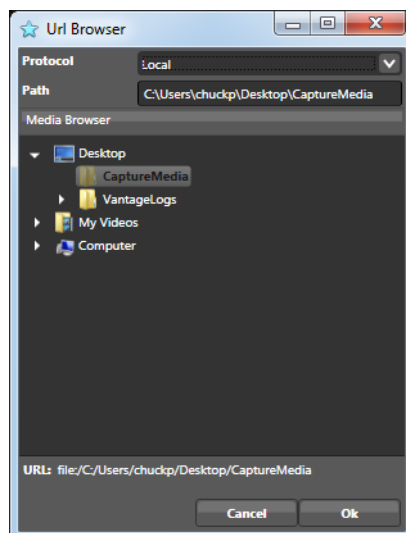 Url Browser
Protocol Local
Path C:\Users\chuckp\Desktop\CaptureMedia
Media Browser
Desktop
CaptureMedia
VantageLogs
My Videos
Computer
URL: file:/C:/Users/chuckp/Desktop/CaptureMedia
Cancel Ok